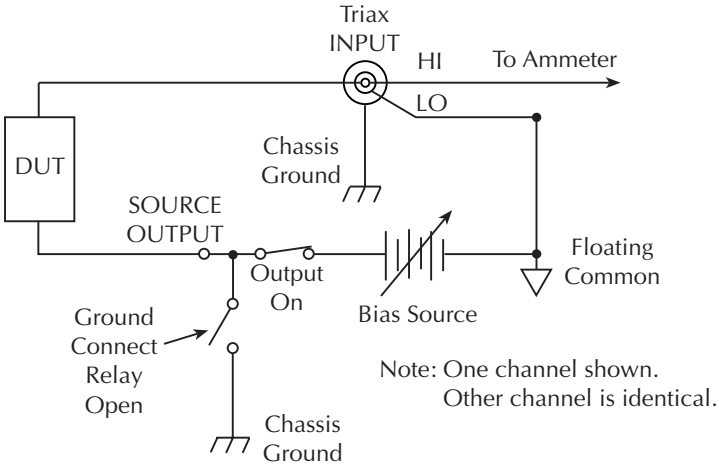 Triax
INPUT
HI
To Ammeter
LO
Chassis
Ground
DUT
SOURCE
OUTPUT
Output
On
Bias Source
Floating
Common
Ground
Connect
Relay
Open
Note: One channel shown.
Other channel is identical.
Chassis
Ground